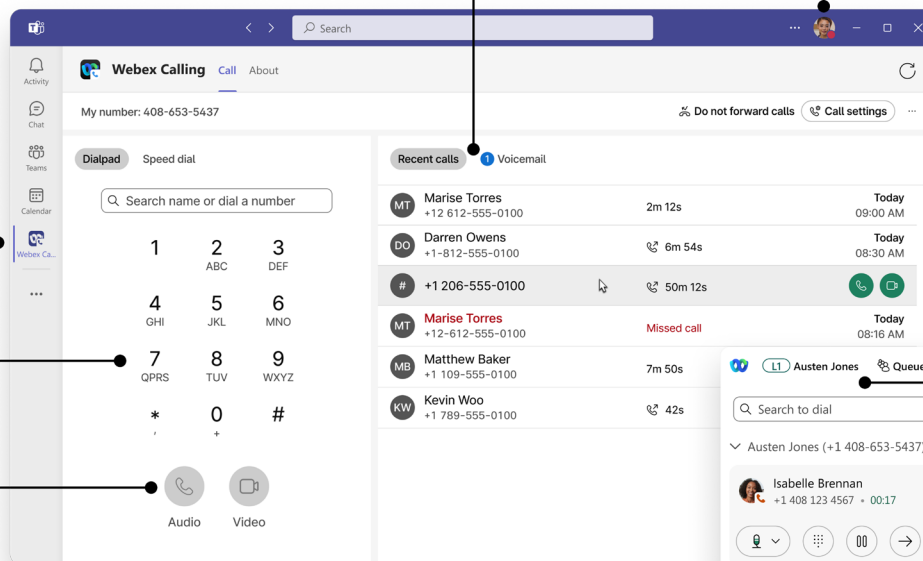 Search
Activity
Chat
Teams
Calendar
Webex Ca...
Webex Calling Call About
My number: 408-653-5437
Do not forward calls Call settings
Dialpad Speed dial
Search name or dial a number
1 2 3
ABC DEF
4 5 6
GHI JKL MNO
7 8 9
QPRS TUV WXYZ
* 0 #
, +
Audio Video
Recent calls 1 Voicemail
MT Marise Torres 2m 12s Today
+12 612-555-0100 09:00 AM
DO Darren Owens 6m 54s Today
+1-812-555-0100 08:30 AM
# +1 206-555-0100 50m 12s
MT Marise Torres Missed call Today
+12-612-555-0100 08:16 AM
MB Matthew Baker 7m 50s
+1 109-555-0100
KW Kevin Woo 42s
+1 789-555-0100
L1 Austen Jones Queue
Search to dial
Austen Jones (+1 408-653-5437)
Isabelle Brennan
+1 408 123 4567 • 00:17